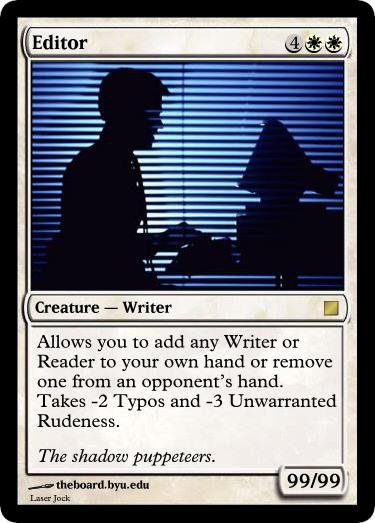 Editor 4
Creature — Writer
Allows you to add any Writer or
Reader to your own hand or remove
one from an opponent's hand.
Takes -2 Typos and -3 Unwarranted
Rudeness.
The shadow puppeteers.
99/99
theboard.byu.edu
Laser Jock